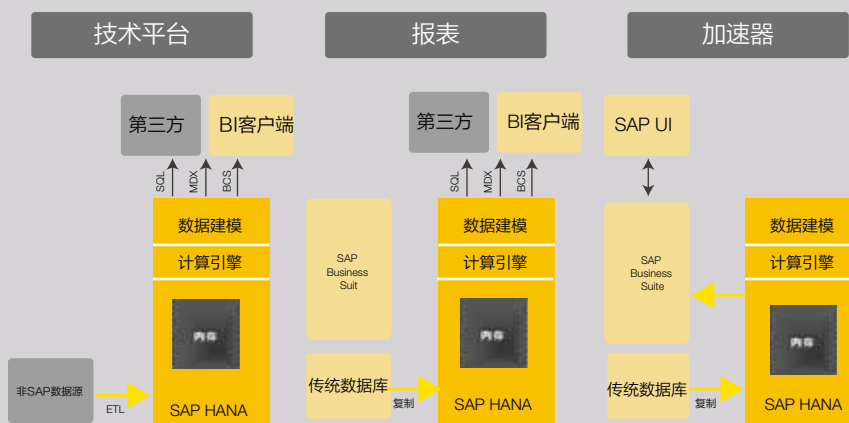 技术平台
报表
加速器
第三方
BI客户端
SQL
MDX
BCS
数据建模
计算引擎
内存
SAP HANA
非SAP数据源
ETL
第三方
BI客户端
SQL
MDX
BCS
SAP
Business
Suit
数据建模
计算引擎
内存
SAP HANA
传统数据库
复制
SAP UI
SAP
Business
Suite
数据建模
计算引擎
内存
SAP HANA
传统数据库
复制